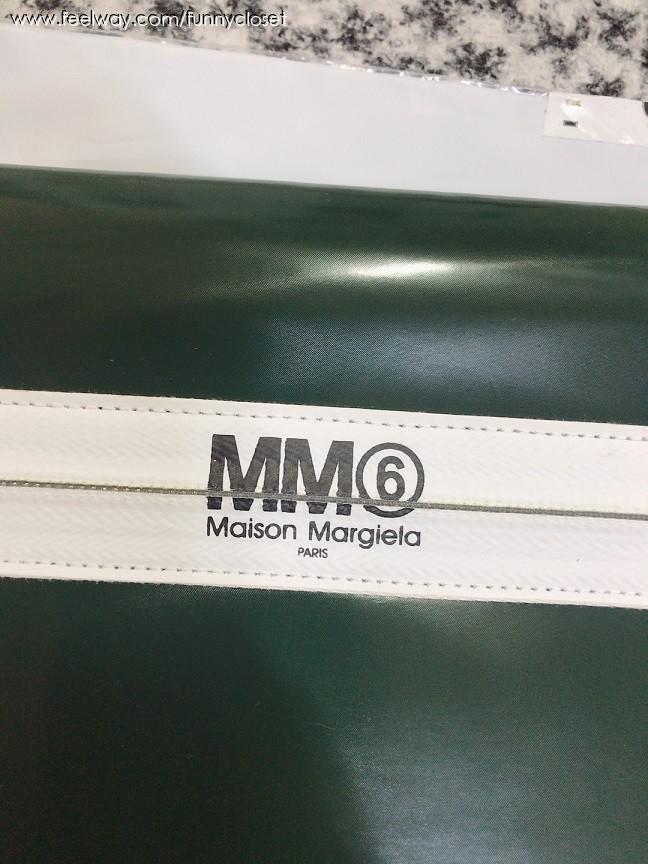 www.feelway.com/funnycloset
MM6
Maison Margiela
PARIS